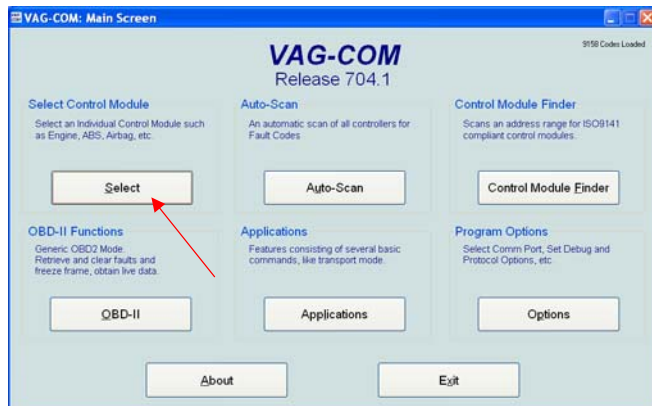 VAG-COM: Main Screen
VAG-COM
Release 704.1
9158 Codes Loaded
Select Control Module
Select an Individual Control Module such
as Engine, ABS, Airbag, etc.
Select
Auto-Scan
An automatic scan of all controllers for
Fault Codes
Auto-Scan
Control Module Finder
Scans an address range for ISO9141
compliant control modules.
Control Module Finder
OBD-II Functions
Generic OBD2 Mode.
Retrieve and clear faults and
freeze frame, obtain live data.
OBD-II
Applications
Features consisting of several basic
commands, like transport mode.
Applications
Program Options
Select Comm Port, Set Debug and
Protocol Options, etc.
Options
About
Exit